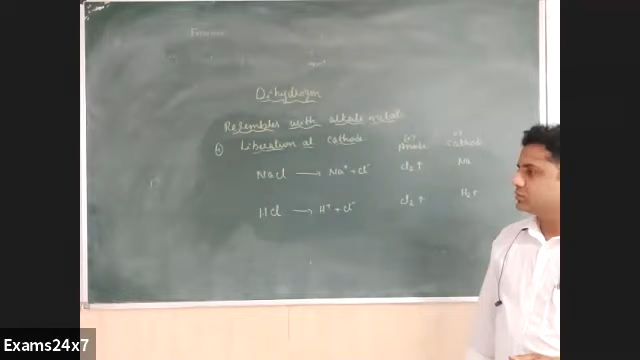 Dihydrogen
Resembles with alkali metal
④ Liberation at cathode
(+) anode
(-) cathode
NaCl → Na⁺ + Cl⁻ Cl₂ ↑ Na
HCl → H⁺ + Cl⁻ Cl₂ ↑ H₂ ↑
Exams24x7